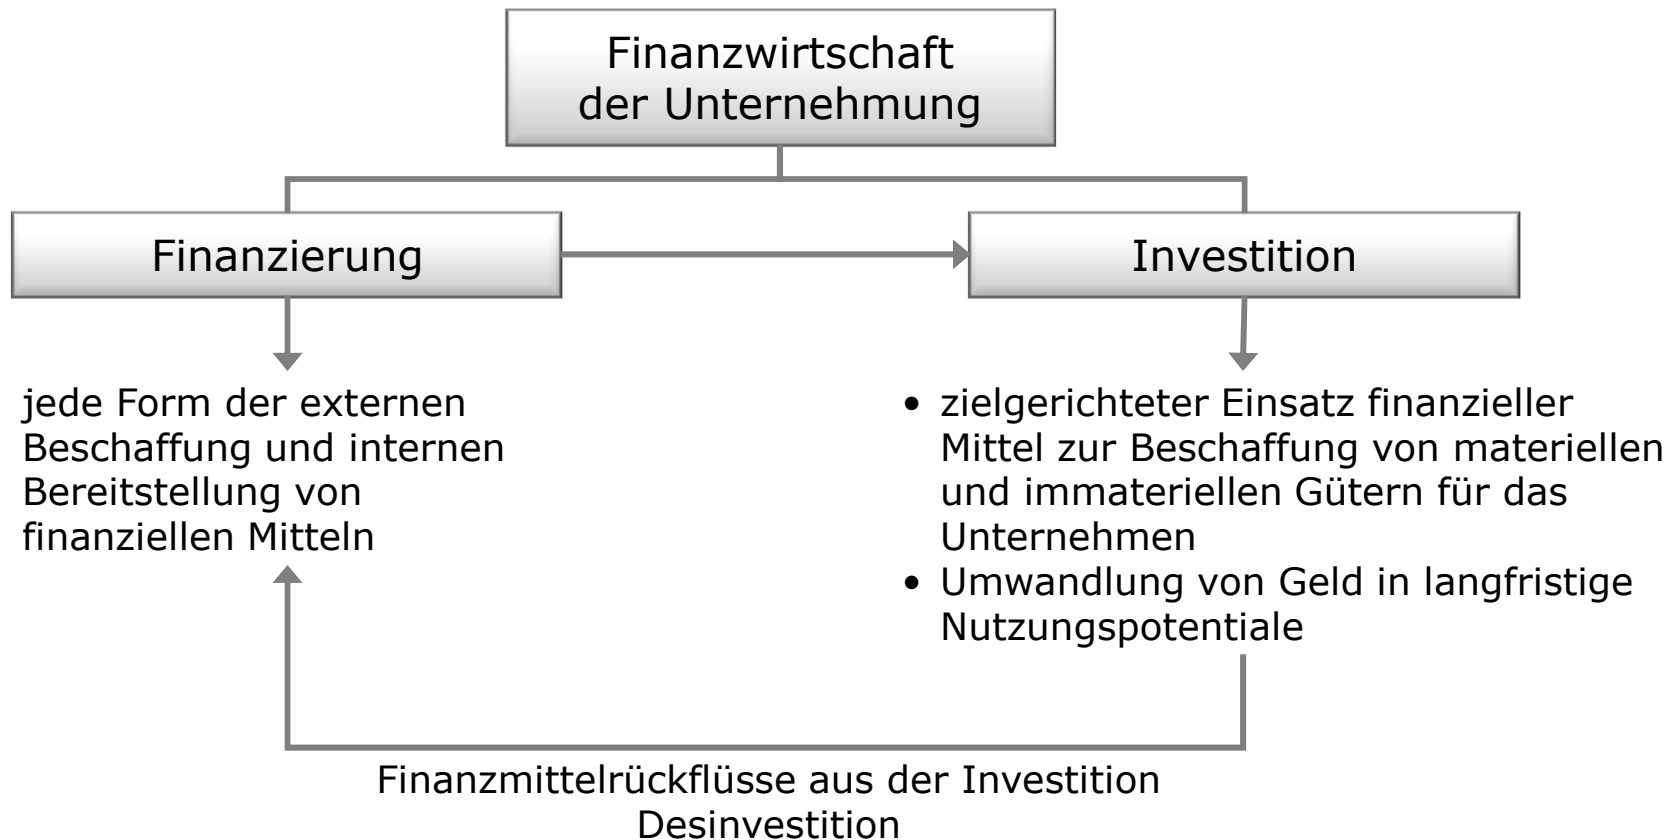 Finanzwirtschaft
der Unternehmung
Finanzierung
Investition
jede Form der externen
Beschaffung und internen
Bereitstellung von
finanziellen Mitteln
• zielgerichteter Einsatz finanzieller
Mittel zur Beschaffung von materiellen
und immateriellen Gütern für das
Unternehmen
• Umwandlung von Geld in langfristige
Nutzungspotentiale
Finanzmittelrückflüsse aus der Investition
Desinvestition